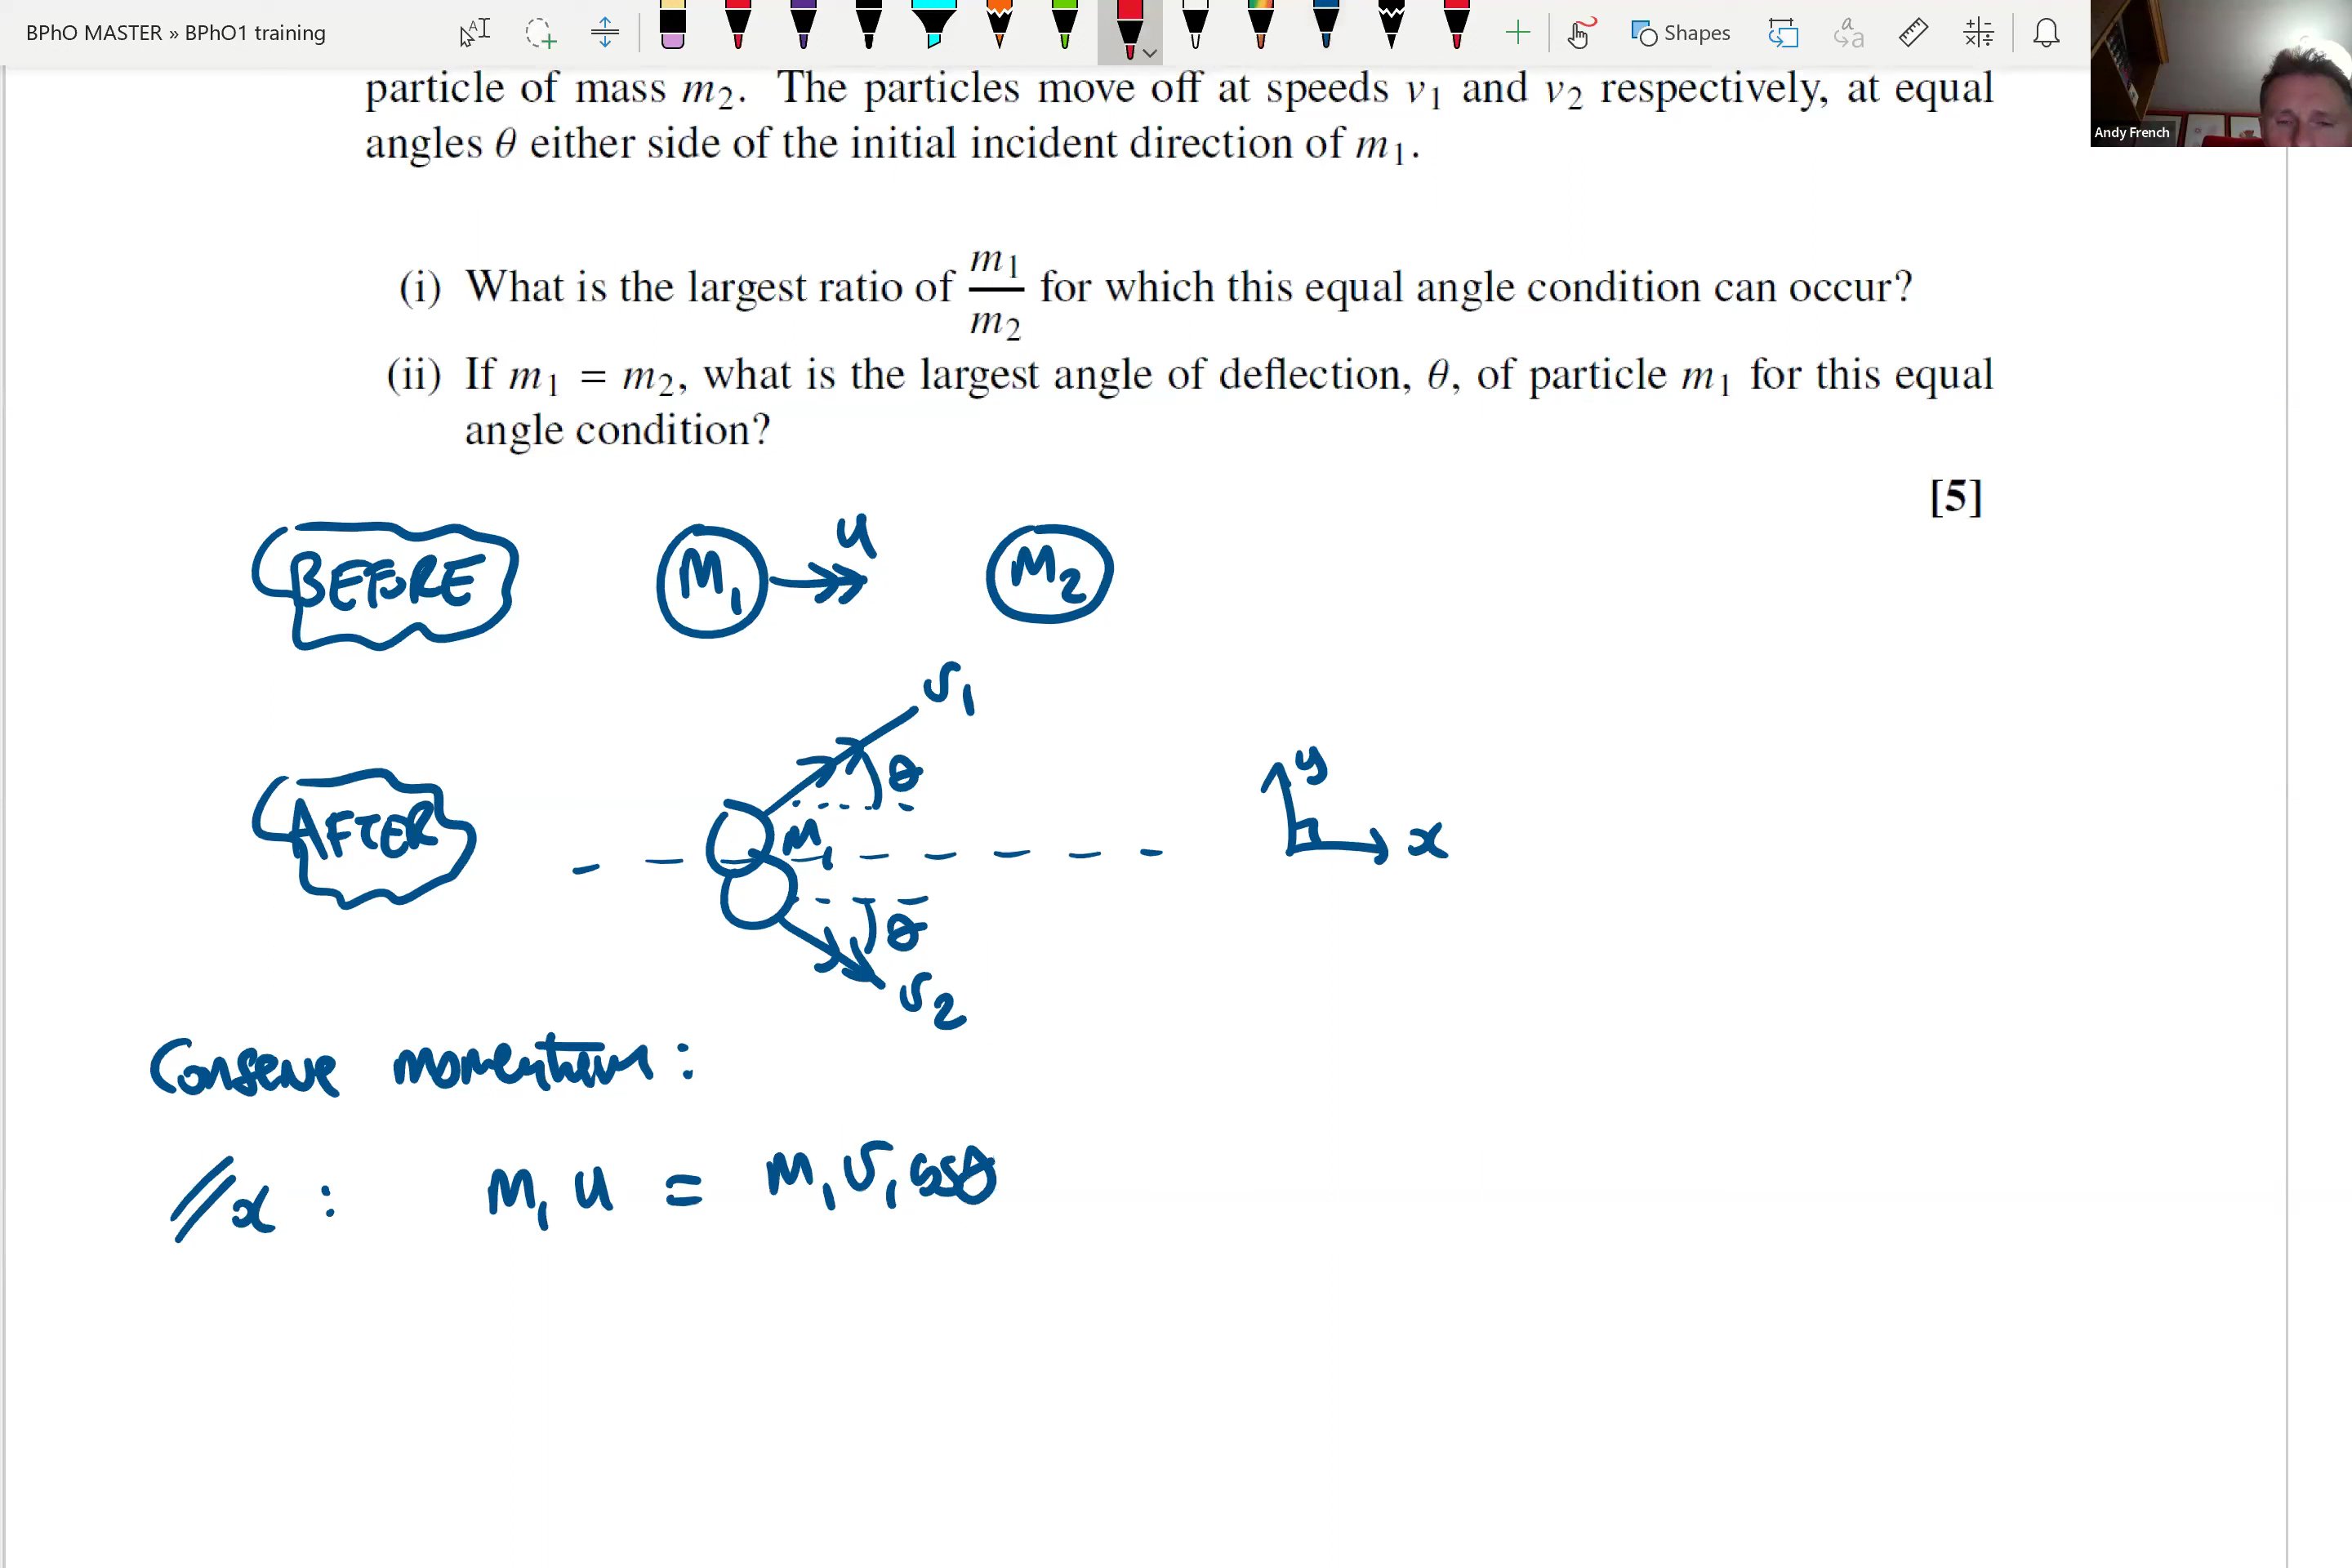 BPhO MASTER » BPhO1 training
Shapes
Andy French
particle of mass m₂. The particles move off at speeds v₁ and v₂ respectively, at equal
angles θ either side of the initial incident direction of m₁.
(i) What is the largest ratio of m₁/m₂ for which this equal angle condition can occur?
(ii) If m₁ = m₂, what is the largest angle of deflection, θ, of particle m₁ for this equal
angle condition?
[5]
BEFORE
M₁
u
M₂
AFTER
v₁
θ
M₁
θ
v₂
y
x
Conserve momentum:
//x : M₁ u = M₁ v₁ cosθ